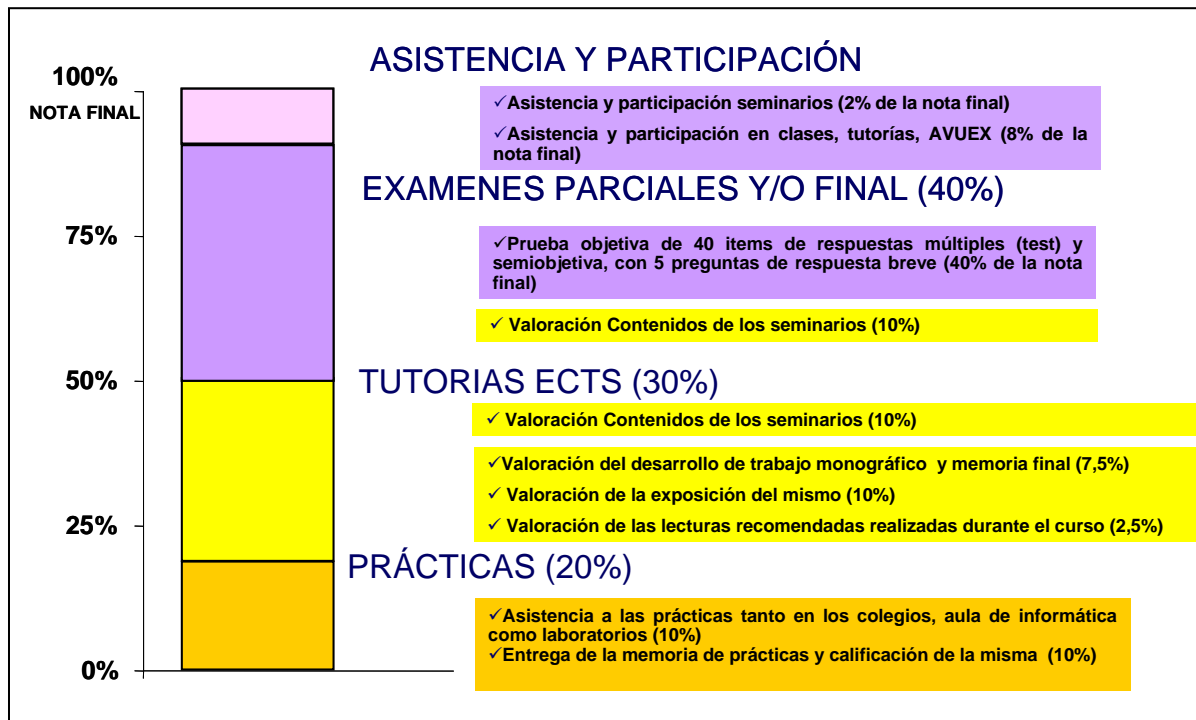 ASISTENCIA Y PARTICIPACIÓN
100%
NOTA FINAL
✓Asistencia y participación seminarios (2% de la nota final)
✓Asistencia y participación en clases, tutorías, AVUEX (8% de la
nota final)
EXAMENES PARCIALES Y/O FINAL (40%)
75%
✓Prueba objetiva de 40 items de respuestas múltiples (test) y
semiobjetiva, con 5 preguntas de respuesta breve (40% de la nota
final)
✓ Valoración Contenidos de los seminarios (10%)
50%
TUTORIAS ECTS (30%)
✓ Valoración Contenidos de los seminarios (10%)
✓Valoración del desarrollo de trabajo monográfico y memoria final (7,5%)
✓ Valoración de la exposición del mismo (10%)
✓ Valoración de las lecturas recomendadas realizadas durante el curso (2,5%)
25%
PRÁCTICAS (20%)
✓Asistencia a las prácticas tanto en los colegios, aula de informática
como laboratorios (10%)
✓Entrega de la memoria de prácticas y calificación de la misma (10%)
0%